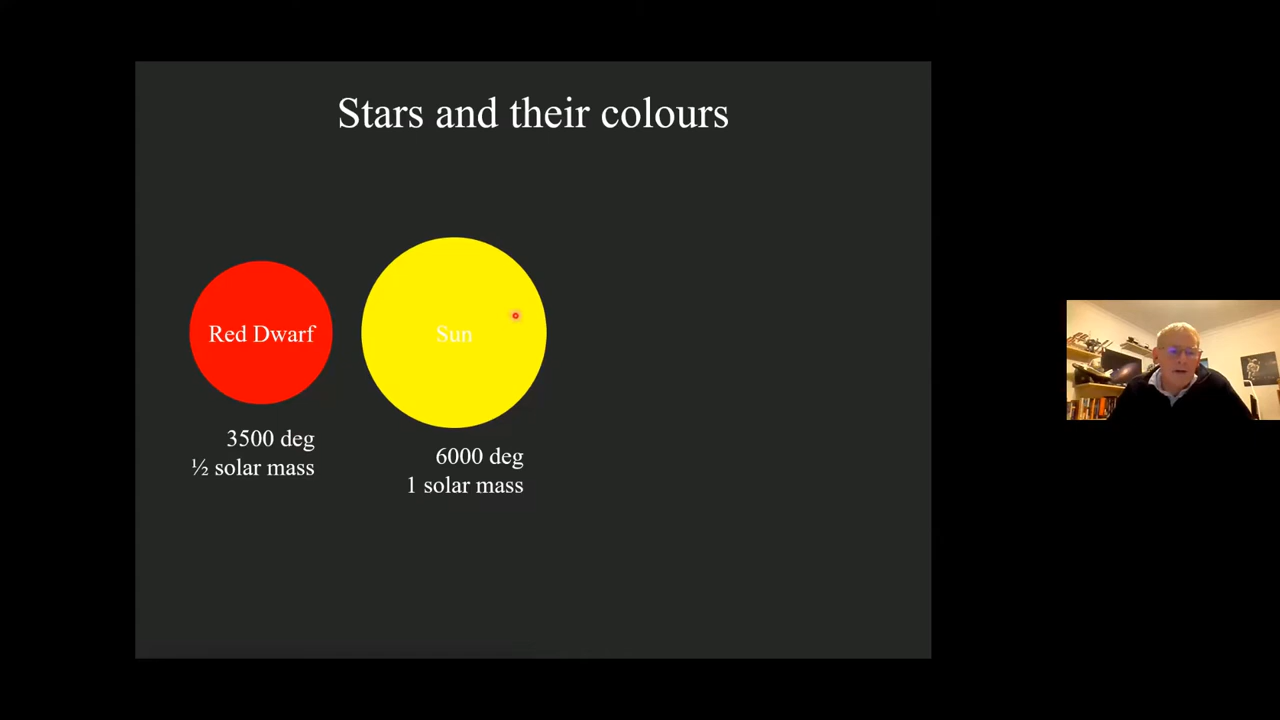 Stars and their colours
Red Dwarf
Sun
3500 deg
½ solar mass
6000 deg
1 solar mass